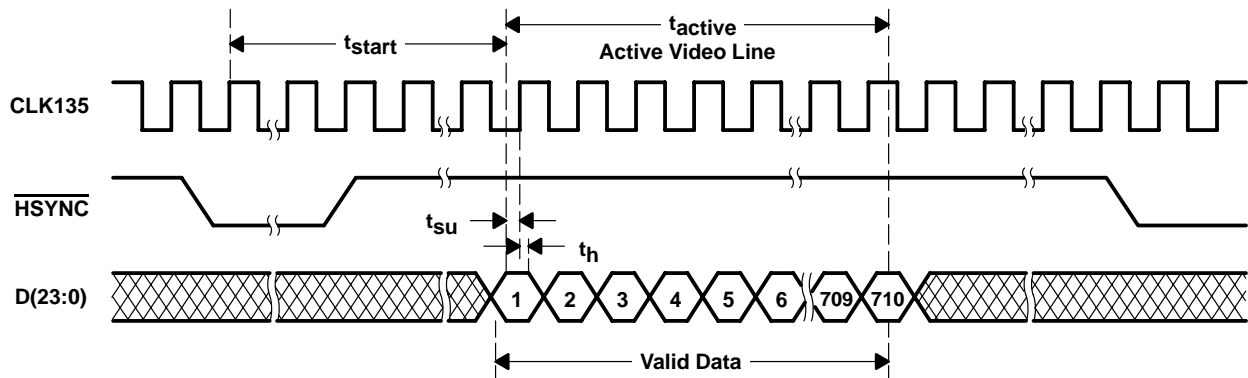 tactive
tstart
Active Video Line
CLK135
HSYNC
tsu
th
D(23:0)
1 2 3 4 5 6 709 710
Valid Data